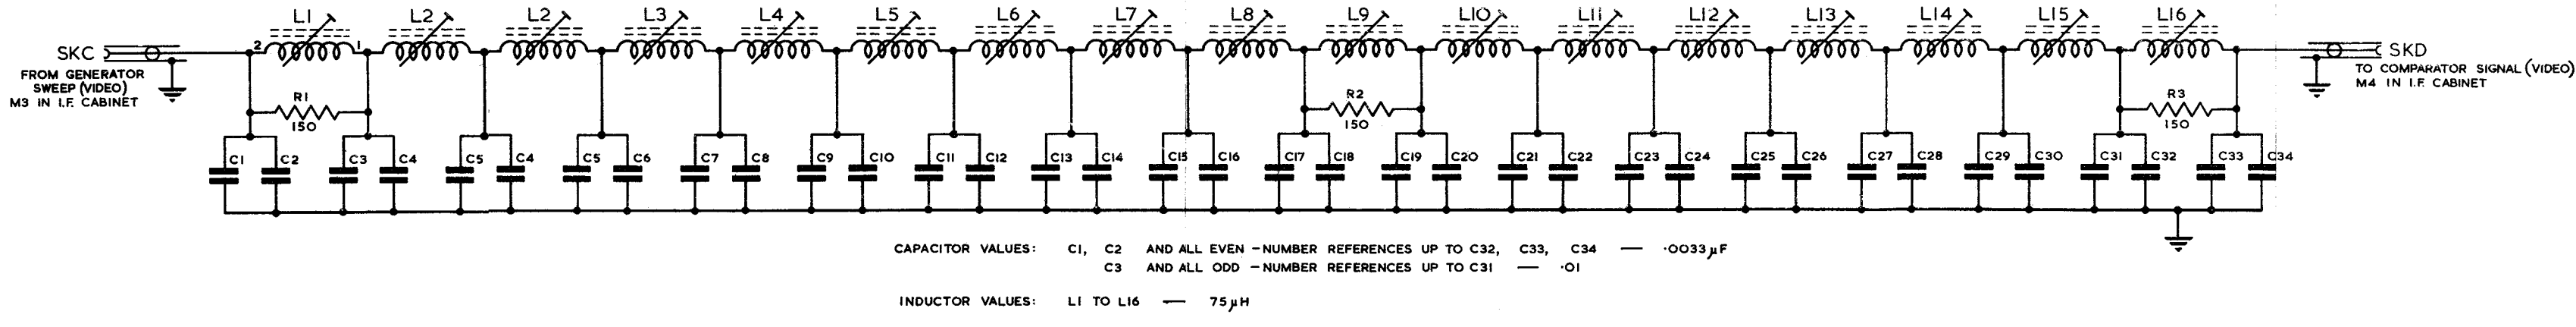 L1 L2 L2 L3 L4 L5 L6 L7 L8 L9 L10 L11 L12 L13 L14 L15 L16
SKC 2 1 SKD
FROM GENERATOR
SWEEP (VIDEO)
M3 IN I.F. CABINET
TO COMPARATOR SIGNAL (VIDEO)
M4 IN I.F. CABINET
R1 R2 R3
150 150 150
C1 C2 C3 C4 C5 C4 C5 C6 C7 C8 C9 C10 C11 C12 C13 C14 C15 C16 C17 C18 C19 C20 C21 C22 C23 C24 C25 C26 C27 C28 C29 C30 C31 C32 C33 C34
CAPACITOR VALUES: C1, C2 AND ALL EVEN - NUMBER REFERENCES UP TO C32, C33, C34 — ·0033µF
C3 AND ALL ODD - NUMBER REFERENCES UP TO C31 — ·01
INDUCTOR VALUES: L1 TO L16 — 75µH